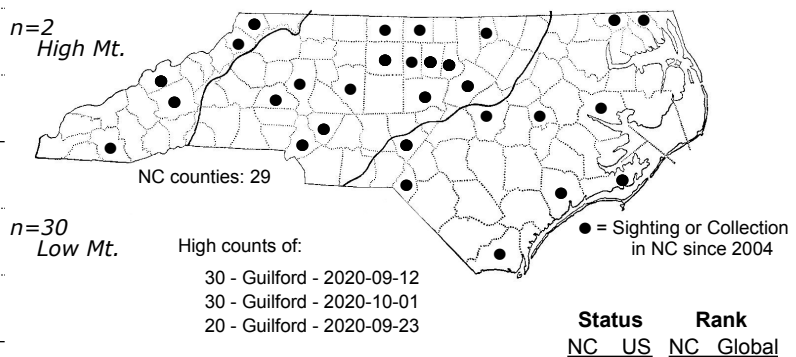 n=2
High Mt.
NC counties: 29
n=30
Low Mt.
● = Sighting or Collection
in NC since 2004
High counts of:
30 - Guilford - 2020-09-12
30 - Guilford - 2020-10-01
20 - Guilford - 2020-09-23
Status Rank
NC US NC Global